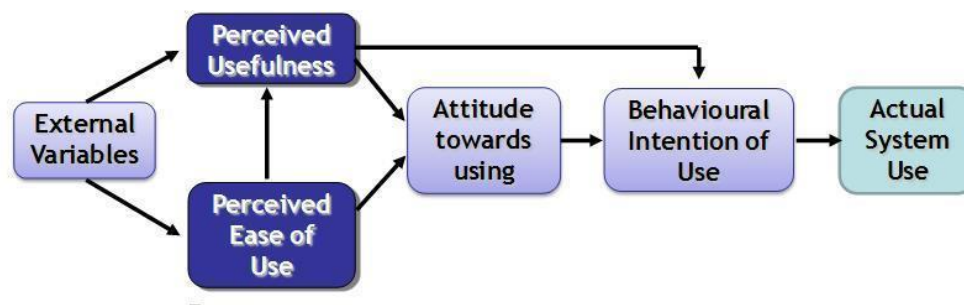 Perceived
Usefulness
External
Variables
Perceived
Ease of
Use
Attitude
towards
using
Behavioural
Intention of
Use
Actual
System
Use